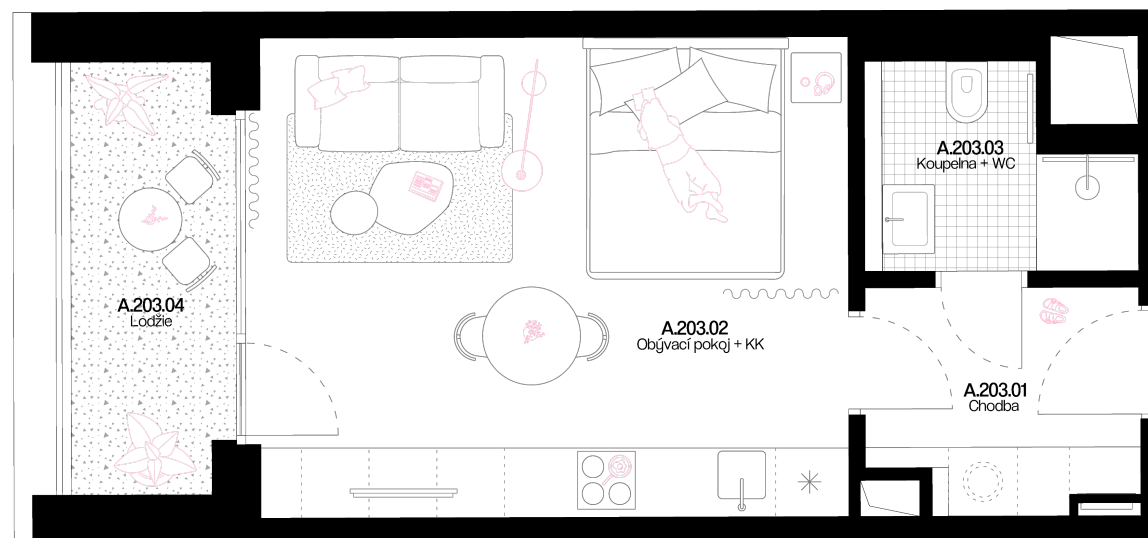 A.203.03
Koupelna + WC
A.203.04
Lodžie
A.203.02
Obývací pokoj + KK
A.203.01
Chodba